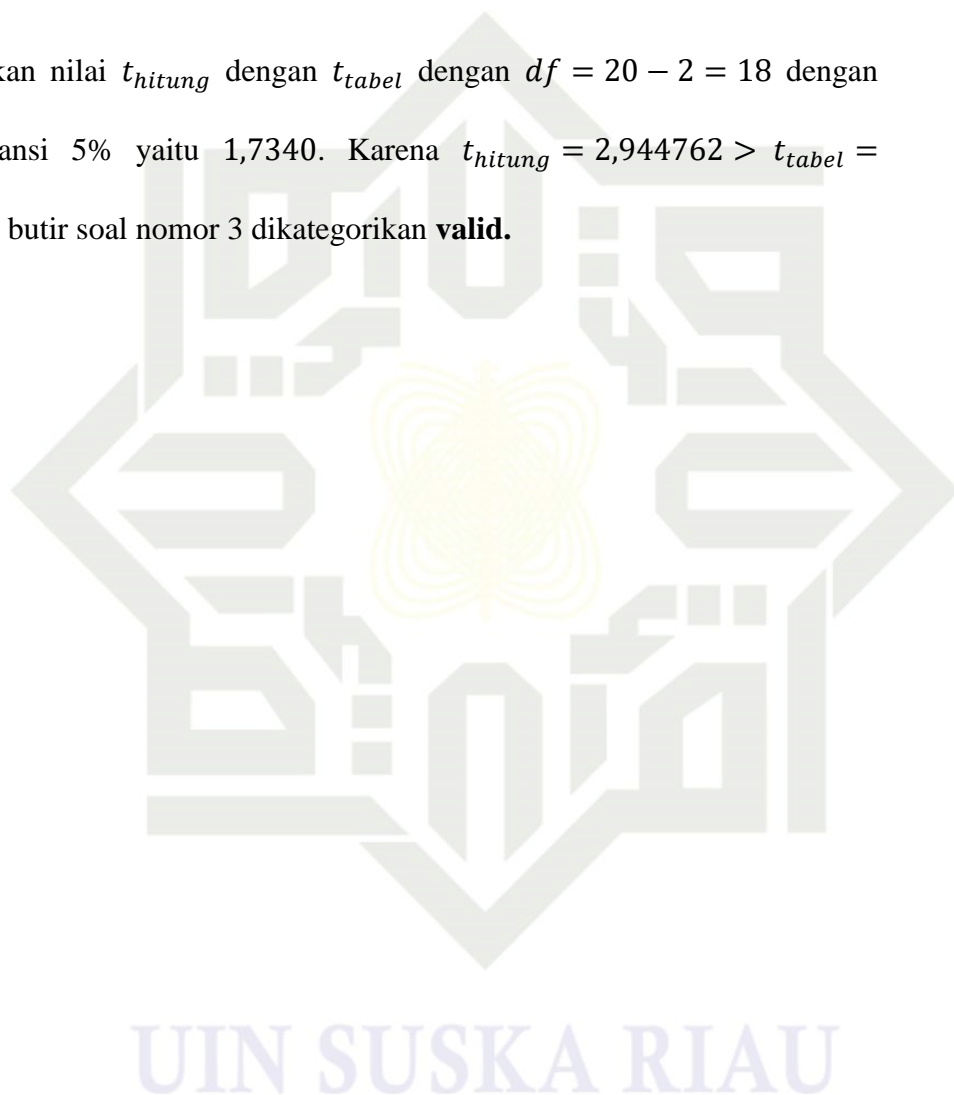 kan nilai t_hitung dengan t_tabel dengan df = 20 − 2 = 18 dengan
ansi 5% yaitu 1,7340. Karena t_hitung = 2,944762 > t_tabel =
butir soal nomor 3 dikategorikan valid.
UIN SUSKA RIAU